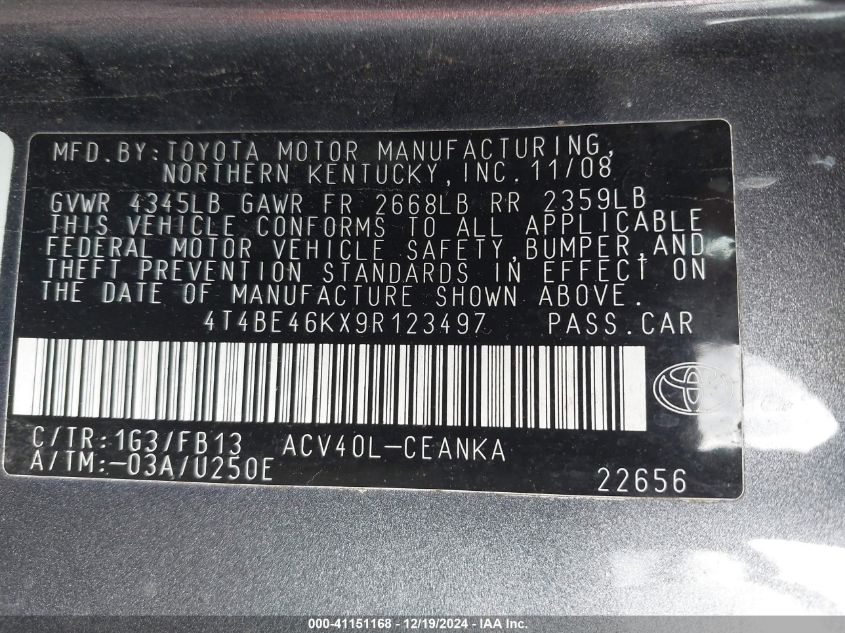 MFD.BY:TOYOTA MOTOR MANUFACTURING,
NORTHERN KENTUCKY,INC.11/08
GVWR 4345LB GAWR FR 2668LB RR 2359LB
THIS VEHICLE CONFORMS TO ALL APPLICABLE
FEDERAL MOTOR VEHICLE SAFETY,BUMPER,AND
THEFT PREVENTION STANDARDS IN EFFECT ON
THE DATE OF MANUFACTURE SHOWN ABOVE.
4T4BE46KX9R123497 PASS.CAR
C/TR:1G3/FB13 ACV40L-CEANKA
A/TM:-03A/U250E
22656
000-41151168 - 12/19/2024 - IAA Inc.